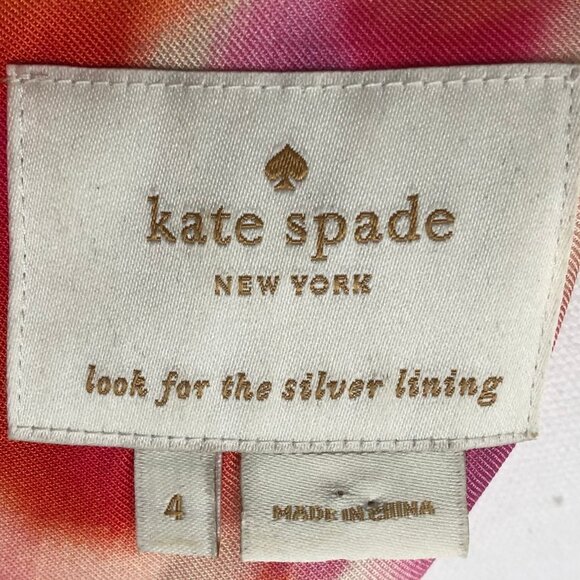 kate spade
NEW YORK
look for the silver lining
4
MADE IN CHINA